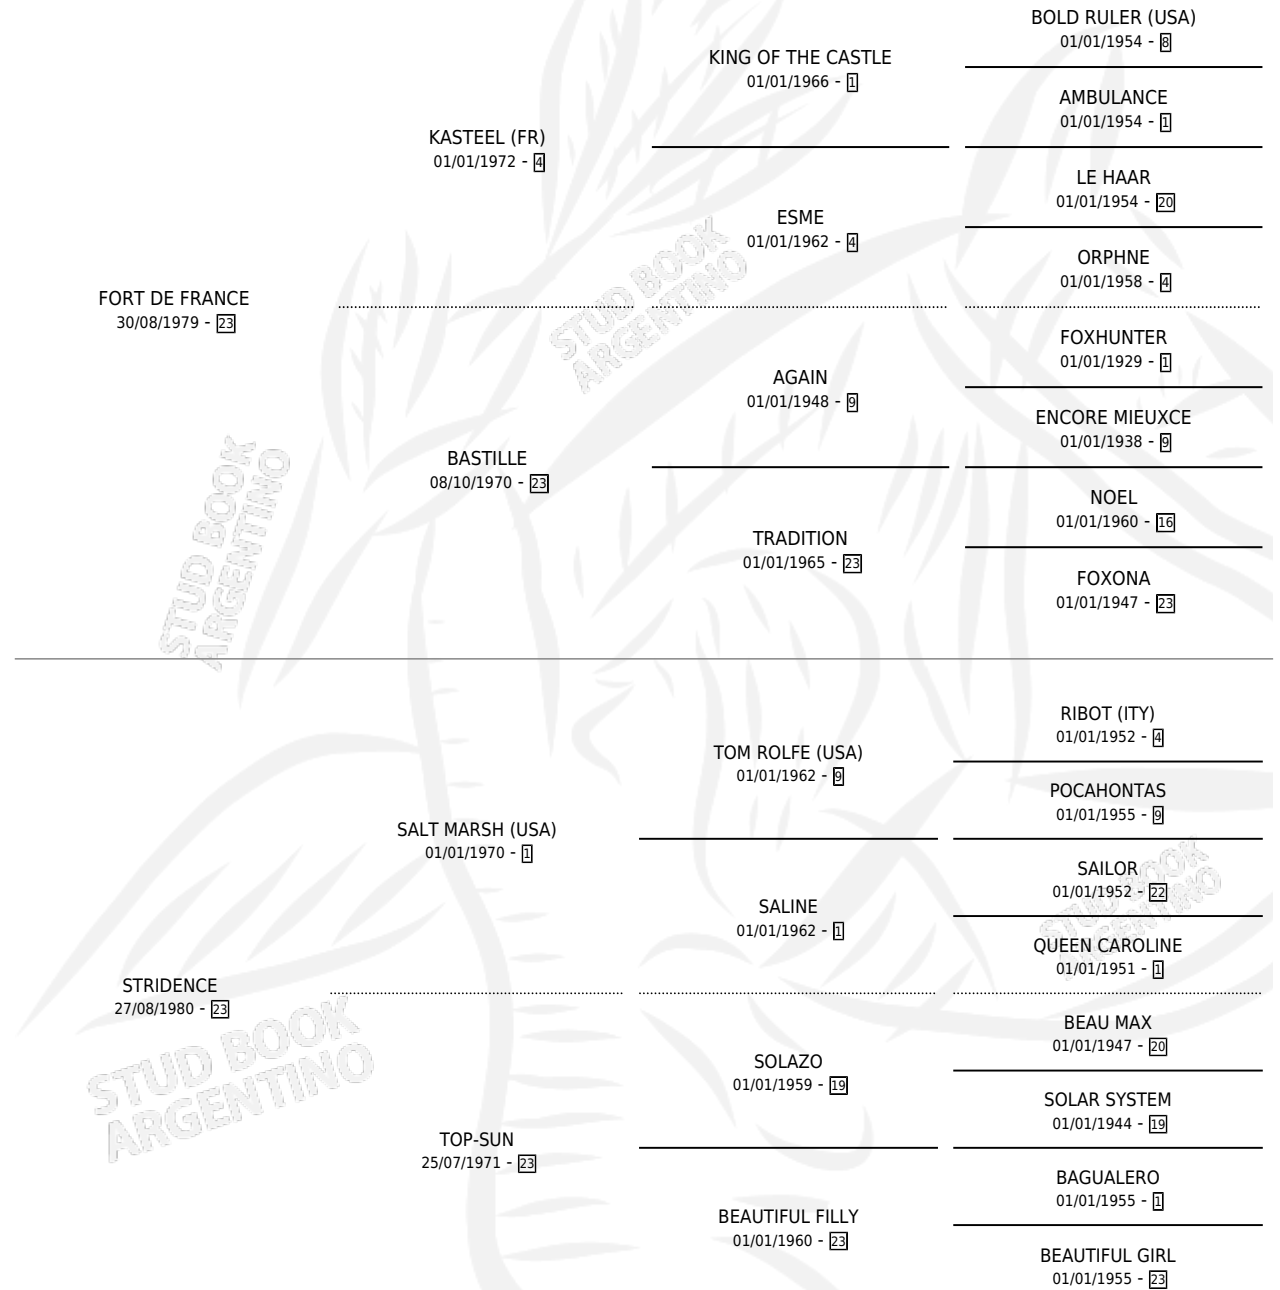 BOLD RULER (USA)
01/01/1954 - 8
KING OF THE CASTLE
01/01/1966 - 1
AMBULANCE
01/01/1954 - 1
KASTEEL (FR)
01/01/1972 - 4
LE HAAR
01/01/1954 - 20
ESME
01/01/1962 - 4
ORPHNE
01/01/1958 - 4
FORT DE FRANCE
30/08/1979 - 23
FOXHUNTER
01/01/1929 - 1
AGAIN
01/01/1948 - 9
ENCORE MIEUXCE
01/01/1938 - 9
BASTILLE
08/10/1970 - 23
NOEL
01/01/1960 - 16
TRADITION
01/01/1965 - 23
FOXONA
01/01/1947 - 23
RIBOT (ITY)
01/01/1952 - 4
TOM ROLFE (USA)
01/01/1962 - 9
POCAHONTAS
01/01/1955 - 9
SALT MARSH (USA)
01/01/1970 - 1
SAILOR
01/01/1952 - 22
SALINE
01/01/1962 - 1
QUEEN CAROLINE
01/01/1951 - 1
STRIDENCE
27/08/1980 - 23
BEAU MAX
01/01/1947 - 20
SOLAZO
01/01/1959 - 19
SOLAR SYSTEM
01/01/1944 - 19
TOP-SUN
25/07/1971 - 23
BAGUALERO
01/01/1955 - 1
BEAUTIFUL FILLY
01/01/1960 - 23
BEAUTIFUL GIRL
01/01/1955 - 23
STUD BOOK
ARGENTINO
STUD BOOK
ARGENTINO
STUD BOOK
ARGENTINO
STUD BOOK
ARGENTINO